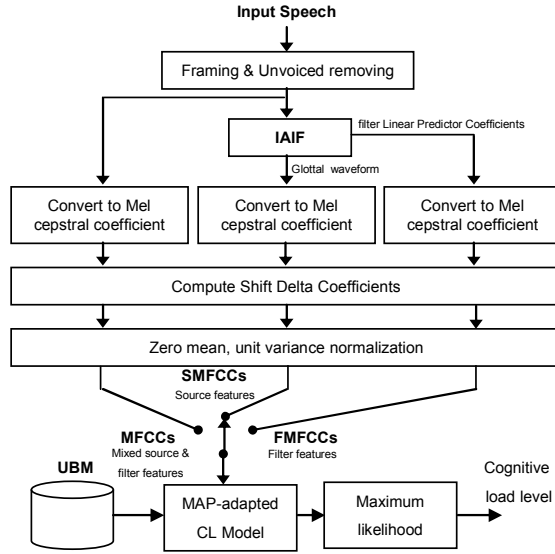 Input Speech
Framing & Unvoiced removing
filter Linear Predictor Coefficients
IAIF
Glottal waveform
Convert to Mel
cepstral coefficient
Convert to Mel
cepstral coefficient
Convert to Mel
cepstral coefficient
Compute Shift Delta Coefficients
Zero mean, unit variance normalization
SMFCCs
Source features
MFCCs
Mixed source &
filter features
FMFCCs
Filter features
UBM
MAP-adapted
CL Model
Maximum
likelihood
Cognitive
load level